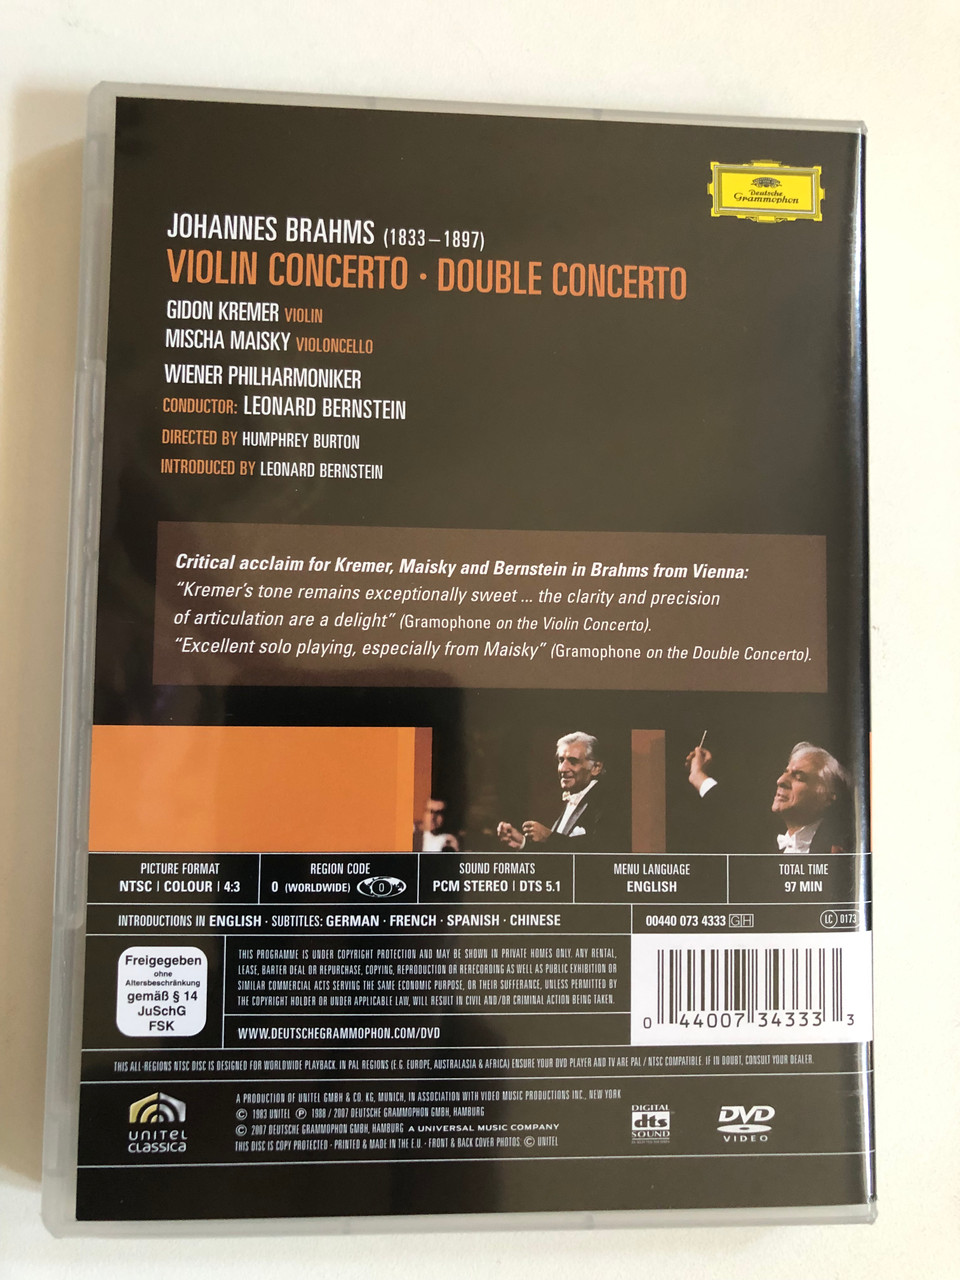 Deutsche
Grammophon
JOHANNES BRAHMS (1833–1897)
VIOLIN CONCERTO · DOUBLE CONCERTO
GIDON KREMER VIOLIN
MISCHA MAISKY VIOLONCELLO
WIENER PHILHARMONIKER
CONDUCTOR: LEONARD BERNSTEIN
DIRECTED BY HUMPHREY BURTON
INTRODUCED BY LEONARD BERNSTEIN
Critical acclaim for Kremer, Maisky and Bernstein in Brahms from Vienna:
“Kremer’s tone remains exceptionally sweet ... the clarity and precision
of articulation are a delight” (Gramophone on the Violin Concerto).
“Excellent solo playing, especially from Maisky” (Gramophone on the Double Concerto).
PICTURE FORMAT
NTSC | COLOUR | 4:3
REGION CODE
0 (WORLDWIDE) 0
SOUND FORMATS
PCM STEREO | DTS 5.1
MENU LANGUAGE
ENGLISH
TOTAL TIME
97 MIN
INTRODUCTIONS IN ENGLISH · SUBTITLES: GERMAN · FRENCH · SPANISH · CHINESE
00440 073 4333 GH
LC 0173
Freigegeben
ohne
Altersbeschränkung
gemäß § 14
JuSchG
FSK
THIS PROGRAMME IS UNDER COPYRIGHT PROTECTION AND MAY BE SHOWN IN PRIVATE HOMES ONLY. ANY RENTAL,
LEASE, BARTER DEAL OR REPURCHASE, COPYING, REPRODUCTION OR RERECORDING AS WELL AS PUBLIC EXHIBITION OR
SIMILAR COMMERCIAL ACTS SERVING THE SAME ECONOMIC PURPOSE, OR THEIR SUFFERANCE, UNLESS PERMITTED BY
THE COPYRIGHT HOLDER OR UNDER APPLICABLE LAW, WILL RESULT IN CIVIL AND/OR CRIMINAL ACTION BEING TAKEN.
WWW.DEUTSCHEGRAMMOPHON.COM/DVD
0 44007 34333 3
THIS ALL-REGIONS NTSC DISC IS DESIGNED FOR WORLDWIDE PLAYBACK. IN PAL REGIONS (E.G. EUROPE, AUSTRALASIA & AFRICA) ENSURE YOUR DVD PLAYER AND TV ARE PAL / NTSC COMPATIBLE. IF IN DOUBT, CONSULT YOUR DEALER.
UNITEL
CLASSICA
A PRODUCTION OF UNITEL GMBH & CO. KG, MUNICH, IN ASSOCIATION WITH VIDEO MUSIC PRODUCTIONS INC., NEW YORK
© 1983 UNITEL ℗ 1988 / 2007 DEUTSCHE GRAMMOPHON GMBH, HAMBURG
© 2007 DEUTSCHE GRAMMOPHON GMBH, HAMBURG A UNIVERSAL MUSIC COMPANY
THIS DISC IS COPY PROTECTED · PRINTED & MADE IN THE E.U. · FRONT & BACK COVER PHOTOS © UNITEL
DIGITAL
dts
SOUND
DVD
VIDEO